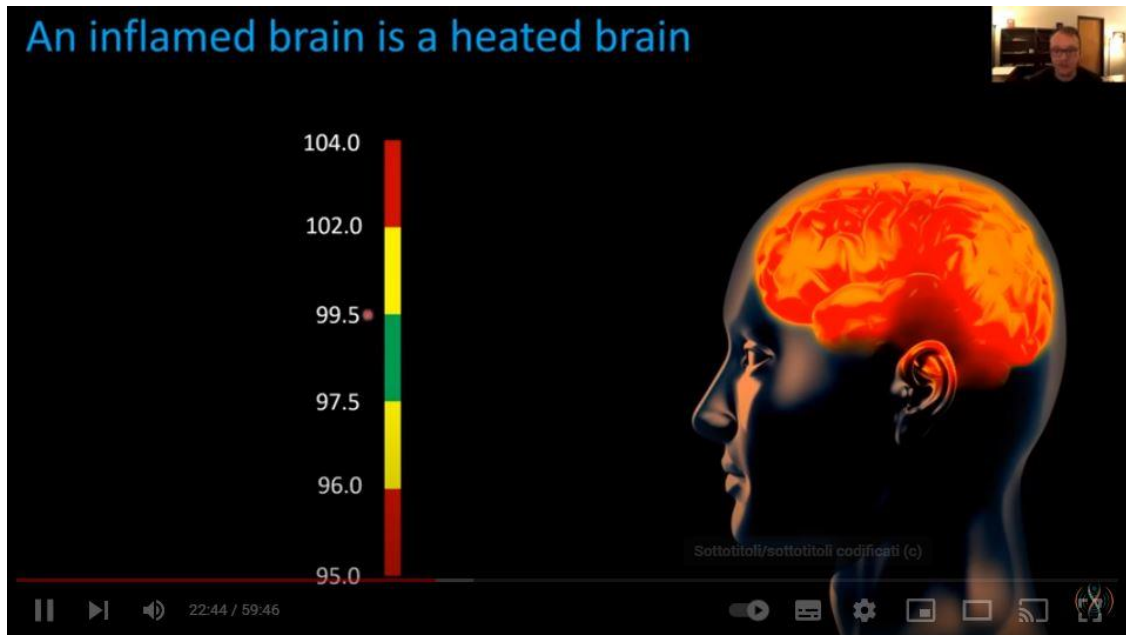 An inflamed brain is a heated brain
104.0
102.0
99.5
97.5
96.0
95.0
Sottotitoli/sottotitoli codificati (c)
22:44 / 59:46